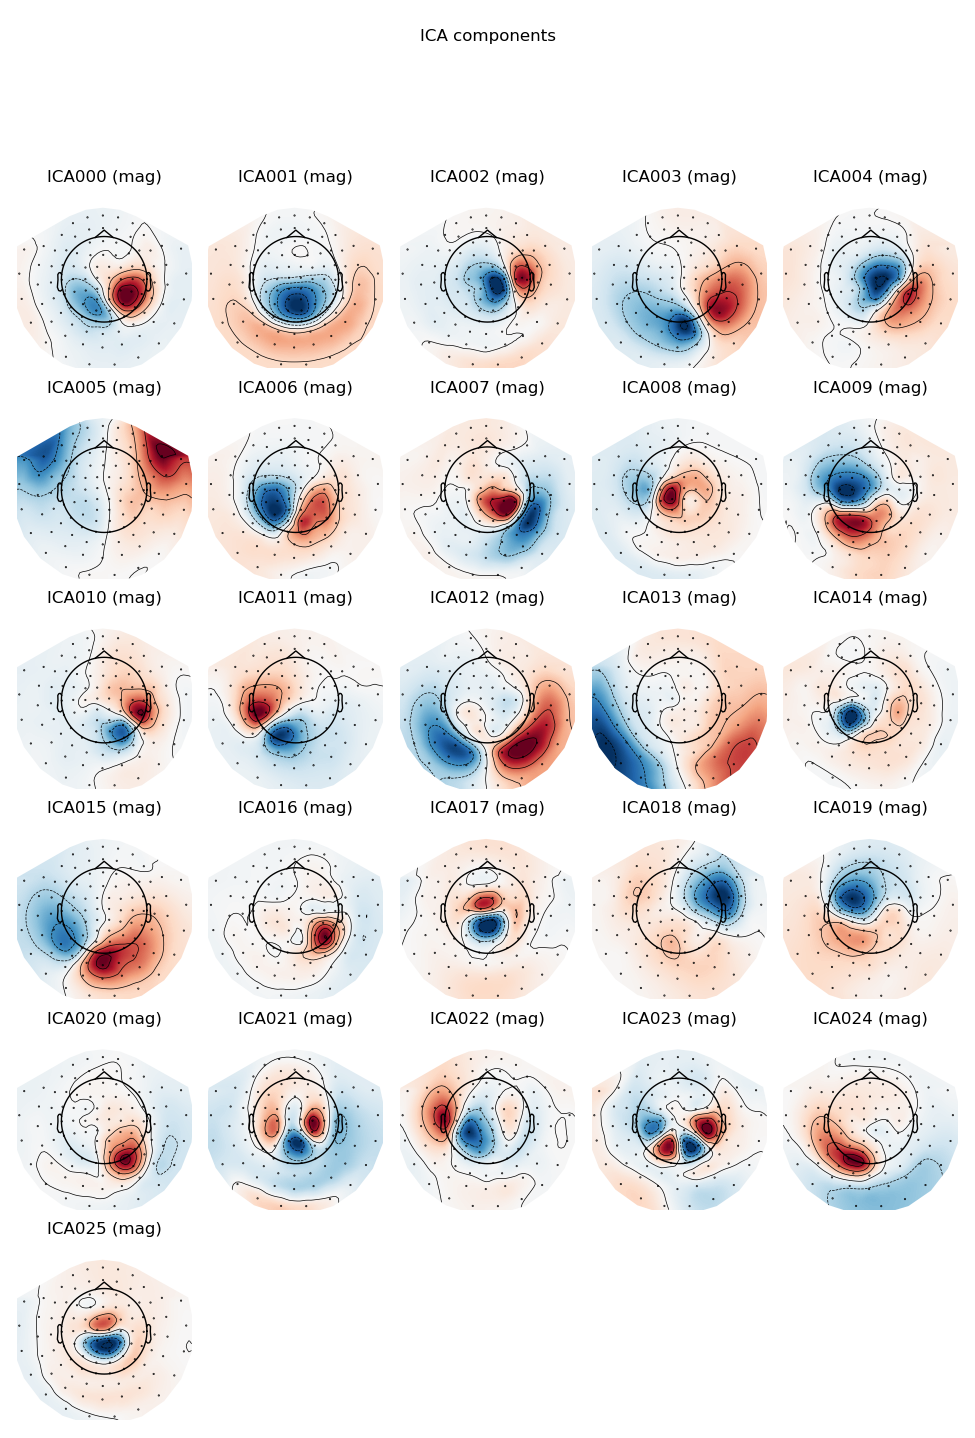 ICA components
ICA000 (mag) ICA001 (mag) ICA002 (mag) ICA003 (mag) ICA004 (mag)
ICA005 (mag) ICA006 (mag) ICA007 (mag) ICA008 (mag) ICA009 (mag)
ICA010 (mag) ICA011 (mag) ICA012 (mag) ICA013 (mag) ICA014 (mag)
ICA015 (mag) ICA016 (mag) ICA017 (mag) ICA018 (mag) ICA019 (mag)
ICA020 (mag) ICA021 (mag) ICA022 (mag) ICA023 (mag) ICA024 (mag)
ICA025 (mag)